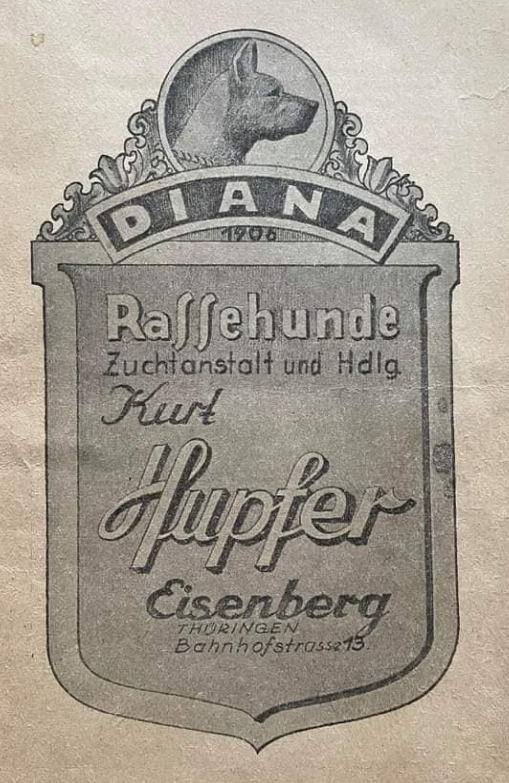 DIANA
1906
Rassehunde
Zuchtanstalt und Hdlg.
Kurt
Hupfer
Eisenberg
THÜRINGEN
Bahnhofstrasse 13.